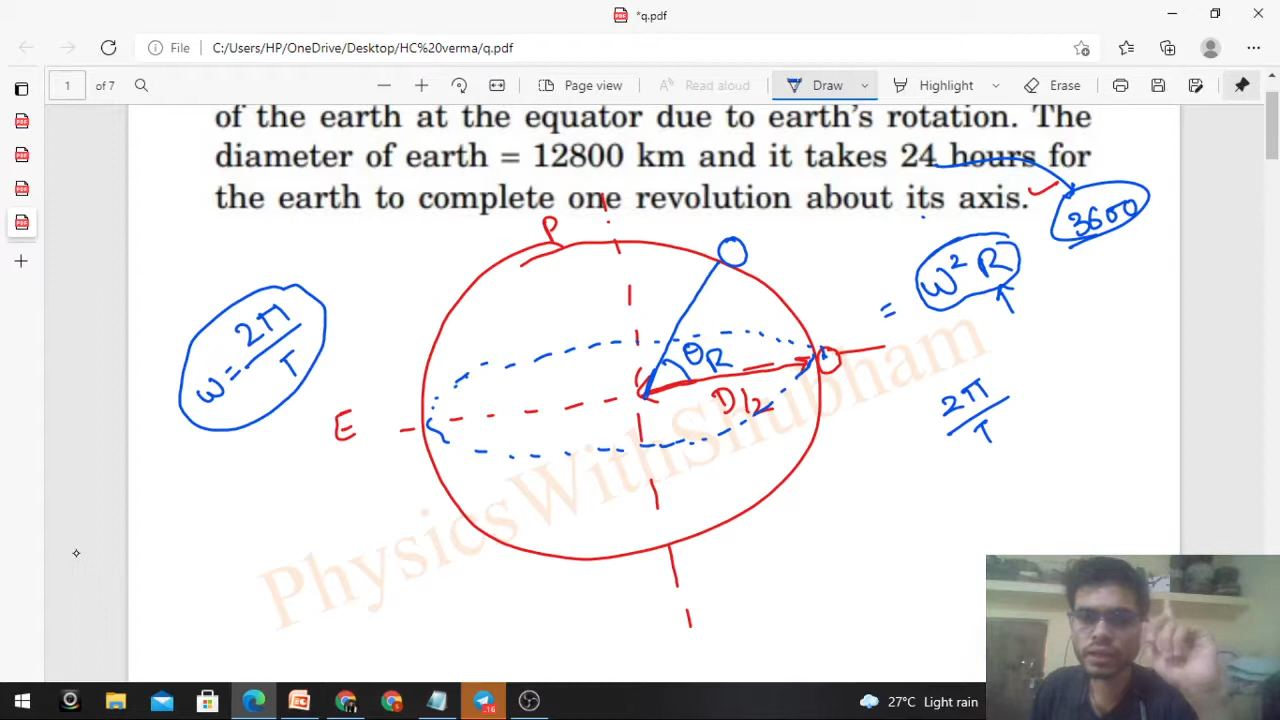 *q.pdf
File C:/Users/HP/OneDrive/Desktop/HC%20verma/q.pdf
1 of 7 Page view Read aloud Draw Highlight Erase
of the earth at the equator due to earth's rotation. The
diameter of earth = 12800 km and it takes 24 hours for
the earth to complete one revolution about its axis.
3600
P
= ω² R
ω = 2π/T
θ R
D/2
E
2π/T
PhysicsWithShubham
16
27°C Light rain